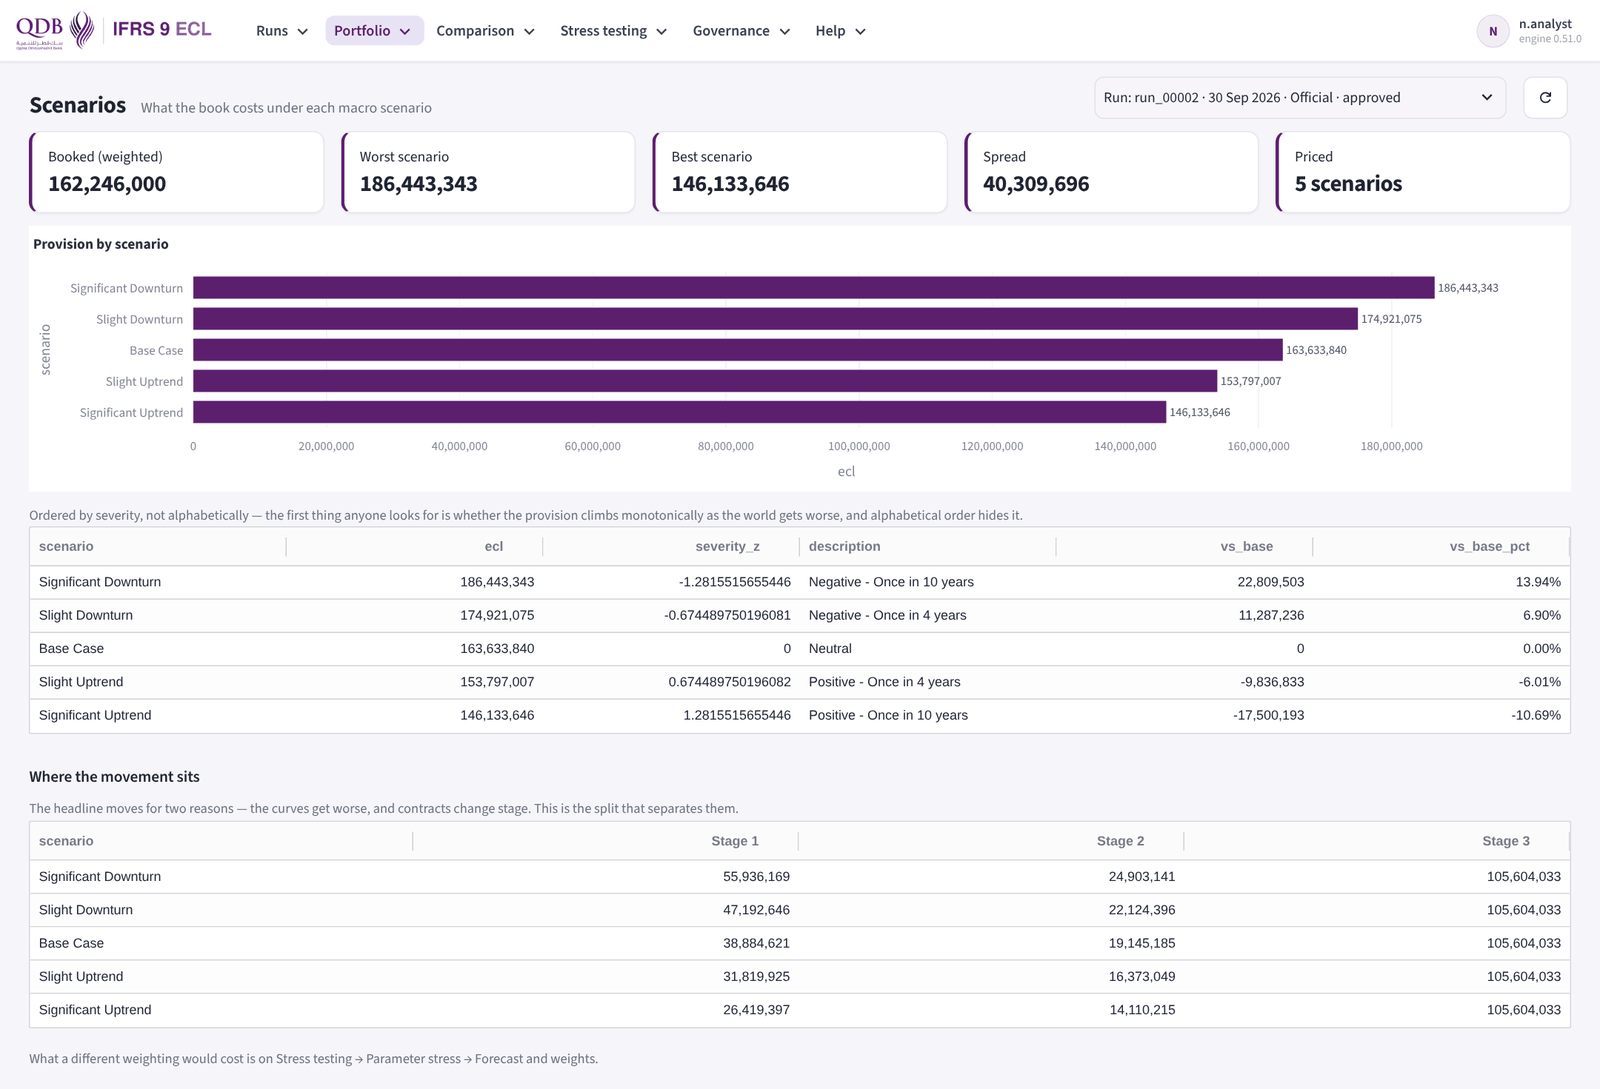 QDB
IFRS 9 ECL
Runs
Portfolio
Comparison
Stress testing
Governance
Help
N
n.analyst
engine 0.51.0
Scenarios
What the book costs under each macro scenario
Run: run_00002 · 30 Sep 2026 · Official · approved
Booked (weighted)
162,246,000
Worst scenario
186,443,343
Best scenario
146,133,646
Spread
40,309,696
Priced
5 scenarios
Provision by scenario
scenario
Significant Downturn 186,443,343
Slight Downturn 174,921,075
Base Case 163,633,840
Slight Uptrend 153,797,007
Significant Uptrend 146,133,646
0 20,000,000 40,000,000 60,000,000 80,000,000 100,000,000 120,000,000 140,000,000 160,000,000 180,000,000
ecl
Ordered by severity, not alphabetically — the first thing anyone looks for is whether the provision climbs monotonically as the world gets worse, and alphabetical order hides it.
scenario ecl severity_z description vs_base vs_base_pct
Significant Downturn 186,443,343 -1.2815515655446 Negative - Once in 10 years 22,809,503 13.94%
Slight Downturn 174,921,075 -0.674489750196081 Negative - Once in 4 years 11,287,236 6.90%
Base Case 163,633,840 0 Neutral 0 0.00%
Slight Uptrend 153,797,007 0.674489750196082 Positive - Once in 4 years -9,836,833 -6.01%
Significant Uptrend 146,133,646 1.2815515655446 Positive - Once in 10 years -17,500,193 -10.69%
Where the movement sits
The headline moves for two reasons — the curves get worse, and contracts change stage. This is the split that separates them.
scenario Stage 1 Stage 2 Stage 3
Significant Downturn 55,936,169 24,903,141 105,604,033
Slight Downturn 47,192,646 22,124,396 105,604,033
Base Case 38,884,621 19,145,185 105,604,033
Slight Uptrend 31,819,925 16,373,049 105,604,033
Significant Uptrend 26,419,397 14,110,215 105,604,033
What a different weighting would cost is on Stress testing → Parameter stress → Forecast and weights.